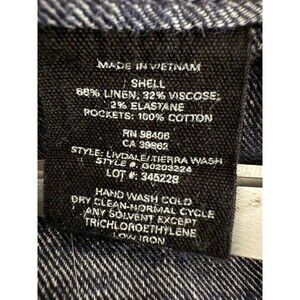 MADE IN VIETNAM
SHELL
66% LINEN; 32% VISCOSE;
2% ELASTANE
POCKETS: 100% COTTON
RN 98406
CA 39862
STYLE: LIVDALE/TIERRA WASH
STYLE #: G0203224
LOT #: 345228
HAND WASH COLD
DRY CLEAN-NORMAL CYCLE
ANY SOLVENT EXCEPT
TRICHLOROETHYLENE
LOW IRON